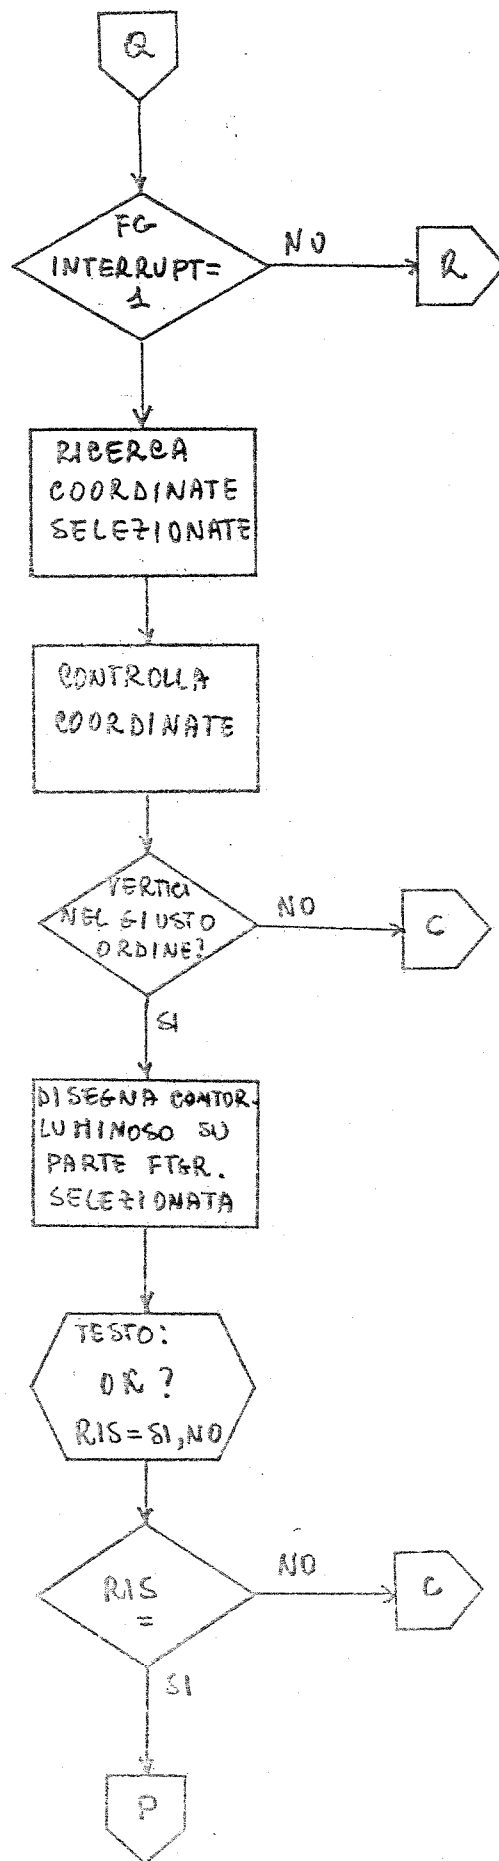 Q
FG
INTERRUPT=
1
NO
R
RICERCA
COORDINATE
SELEZIONATE
CONTROLLA
COORDINATE
VERTICI
NEL GIUSTO
ORDINE?
NO
C
SI
DISEGNA CONTOR.
LUMINOSO SU
PARTE FIGR.
SELEZIONATA
TESTO:
OK ?
RIS=SI,NO
RIS
=
NO
C
SI
P